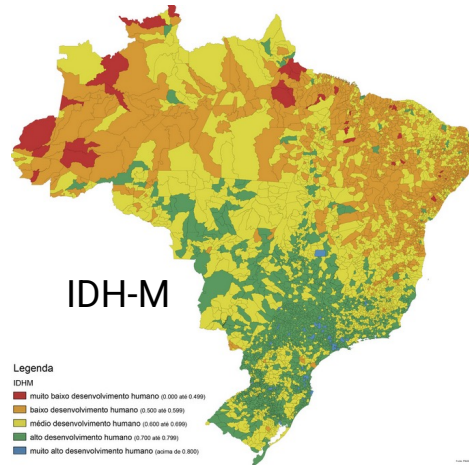 IDH-M
Legenda
IDHM
muito baixo desenvolvimento humano (0.000 até 0.499)
baixo desenvolvimento humano (0.500 até 0.599)
médio desenvolvimento humano (0.600 até 0.699)
alto desenvolvimento humano (0.700 até 0.799)
muito alto desenvolvimento humano (acima de 0.800)